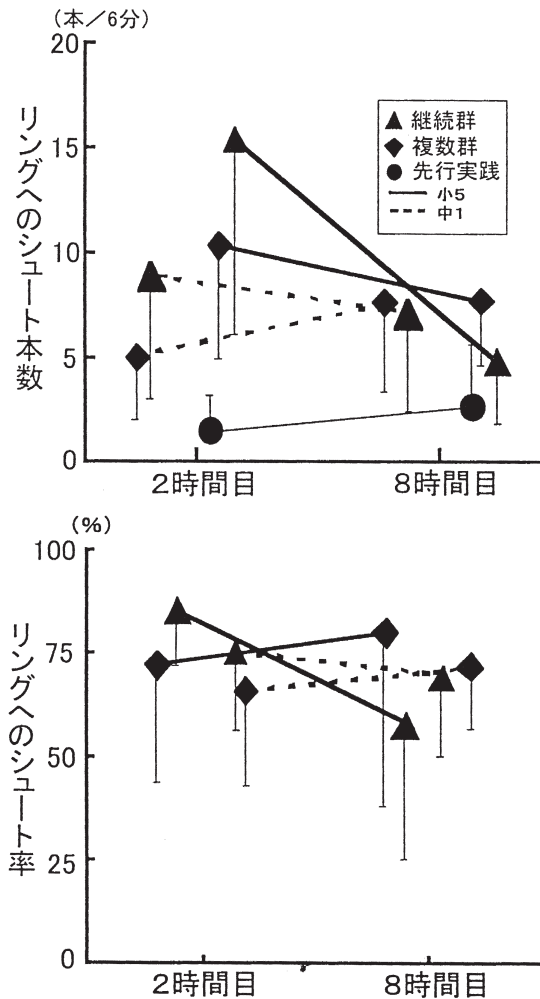 (本/6分)
20
15
10
5
0
リングへのシュート本数
▲ 継続群
◆ 複数群
● 先行実践
小5
中1
2時間目 8時間目
(%)
100
75
50
25
0
リングへのシュート率
2時間目 8時間目